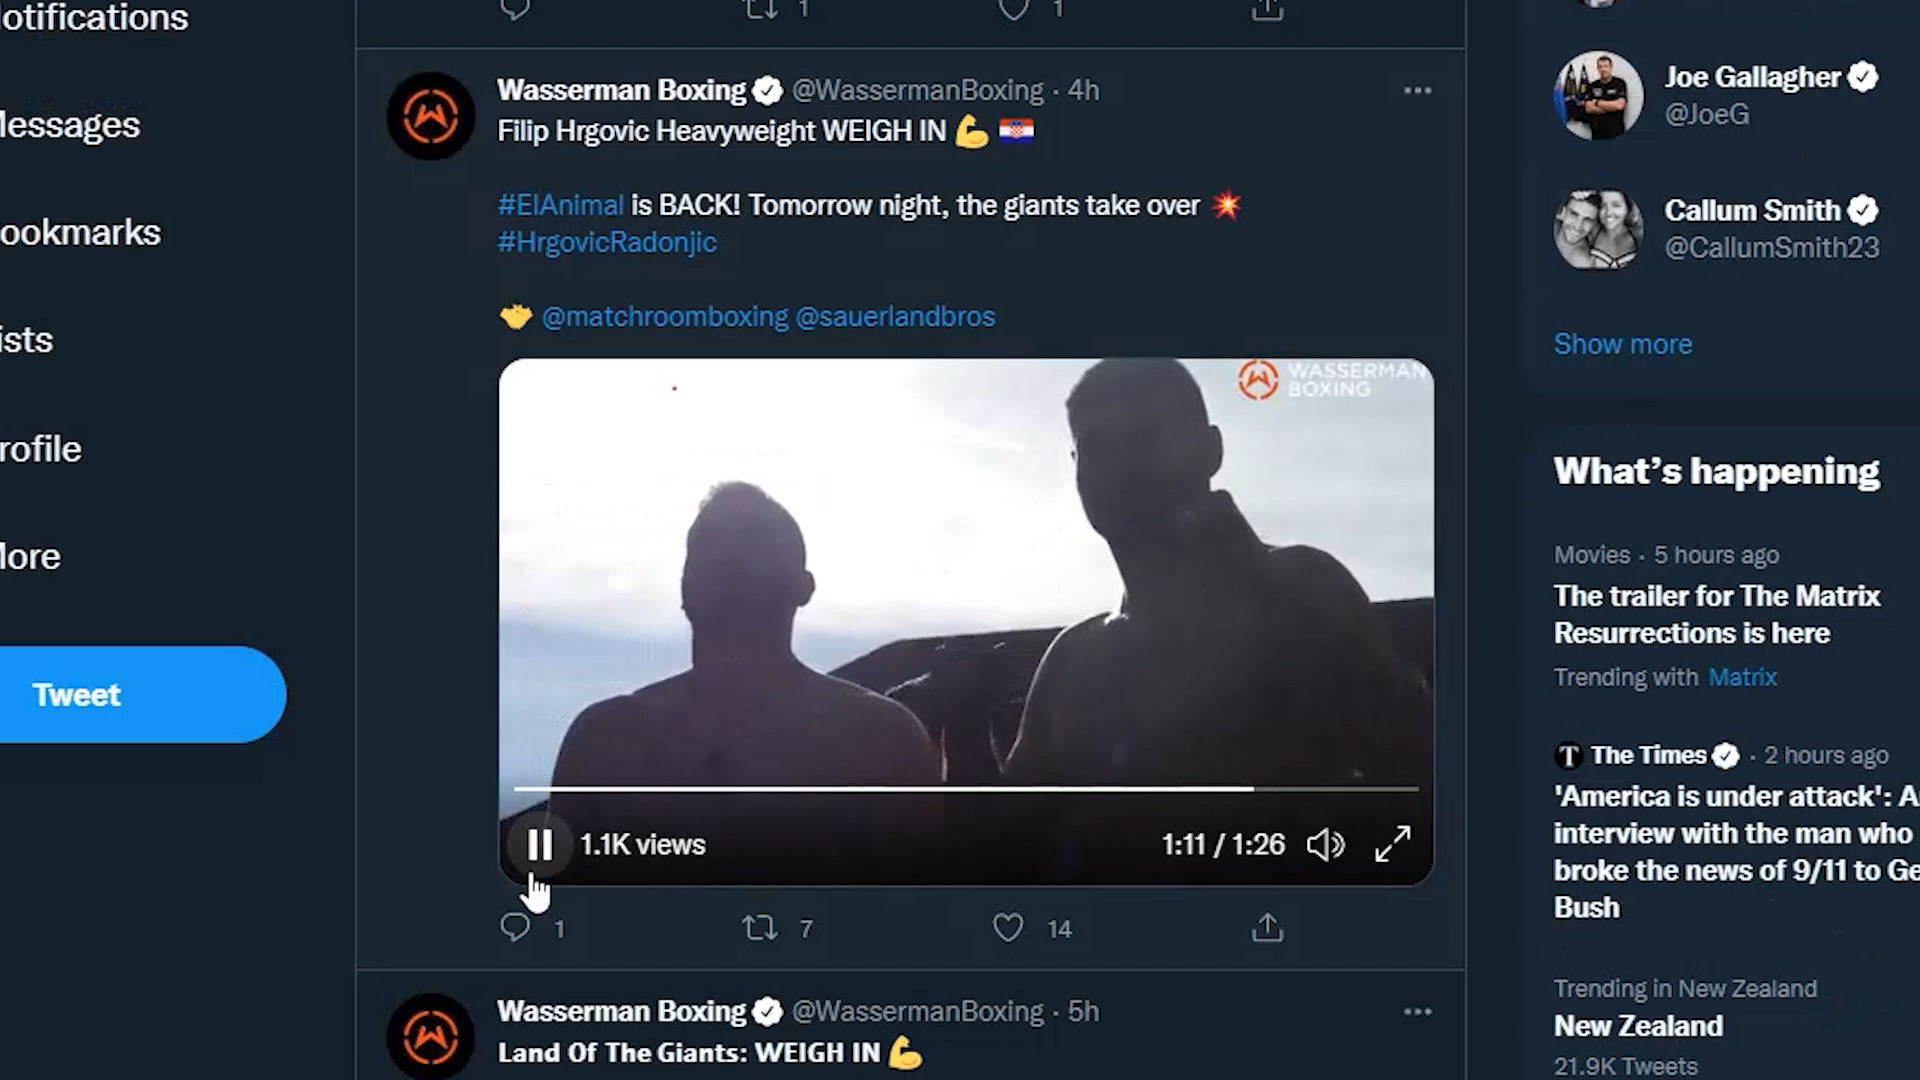 otifications
essages
ookmarks
ists
rofile
ore
Tweet
1
1
Wasserman Boxing @WassermanBoxing · 4h
Filip Hrgovic Heavyweight WEIGH IN
#ElAnimal is BACK! Tomorrow night, the giants take over
#HrgovicRadonjic
@matchroomboxing @sauerlandbros
WASSERMAN
BOXING
1.1K views
1:11 / 1:26
1
7
14
Wasserman Boxing @WassermanBoxing · 5h
Land Of The Giants: WEIGH IN
Joe Gallagher
@JoeG
Callum Smith
@CallumSmith23
Show more
What's happening
Movies · 5 hours ago
The trailer for The Matrix
Resurrections is here
Trending with Matrix
T The Times · 2 hours ago
'America is under attack': A
interview with the man who
broke the news of 9/11 to Ge
Bush
Trending in New Zealand
New Zealand
21.9K Tweets